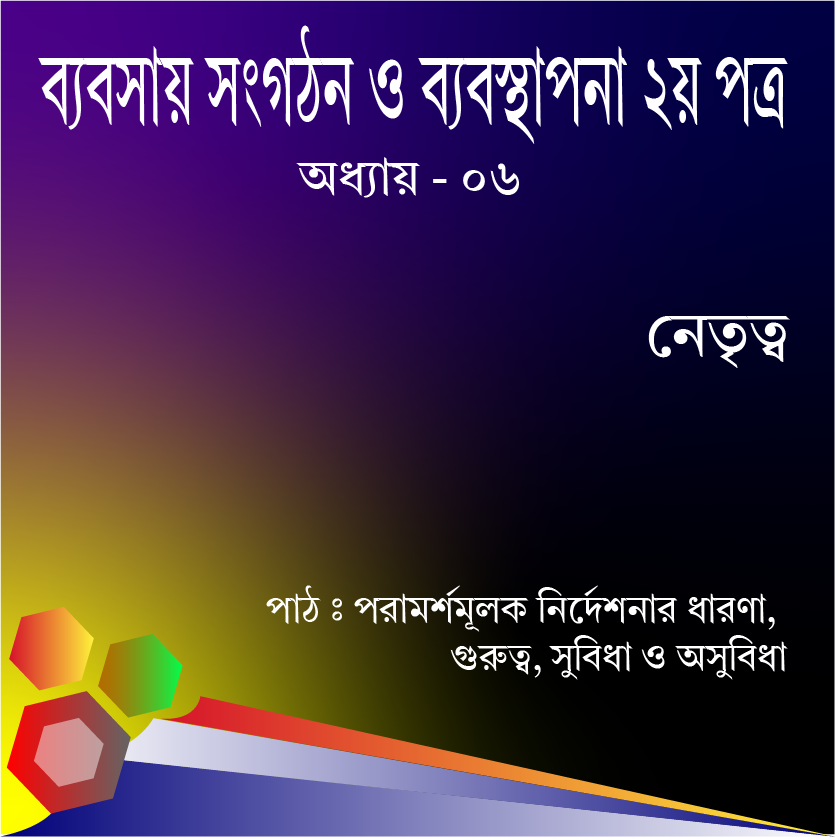 ব্যবসায় সংগঠন ও ব্যবস্থাপনা ২য় পত্র
অধ্যায় - ০৬
নেতৃত্ব
পাঠ ঃ পরামর্শমূলক নির্দেশনার ধারণা,
গুরুত্ব, সুবিধা ও অসুবিধা